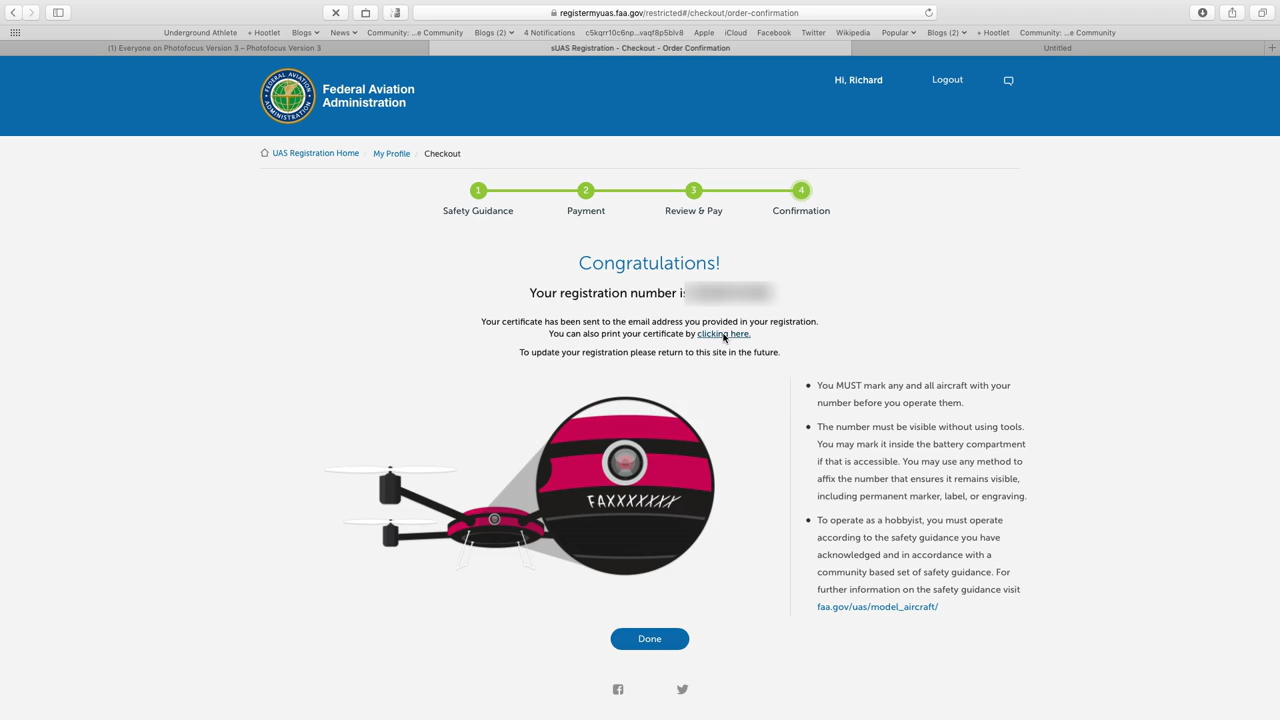 registermyuas.faa.gov/restricted#/checkout/order-confirmation
Underground Athlete + Hootlet Blogs News Community: ...e Community Blogs (2) 4 Notifications c5kqrr10c6np...vaqf8p5blv8 Apple iCloud Facebook Twitter Wikipedia Popular Blogs (2) + Hootlet Community: ...e Community
(1) Everyone on Photofocus Version 3 – Photofocus Version 3 sUAS Registration - Checkout - Order Confirmation Untitled
Federal Aviation
Administration
Hi, Richard Logout
UAS Registration Home / My Profile / Checkout
1 2 3 4
Safety Guidance Payment Review & Pay Confirmation
Congratulations!
Your registration number is
Your certificate has been sent to the email address you provided in your registration.
You can also print your certificate by clicking here.
To update your registration please return to this site in the future.
FAXXXXXXX
• You MUST mark any and all aircraft with your
number before you operate them.
• The number must be visible without using tools.
You may mark it inside the battery compartment
if that is accessible. You may use any method to
affix the number that ensures it remains visible,
including permanent marker, label, or engraving.
• To operate as a hobbyist, you must operate
according to the safety guidance you have
acknowledged and in accordance with a
community based set of safety guidance. For
further information on the safety guidance visit
faa.gov/uas/model_aircraft/
Done